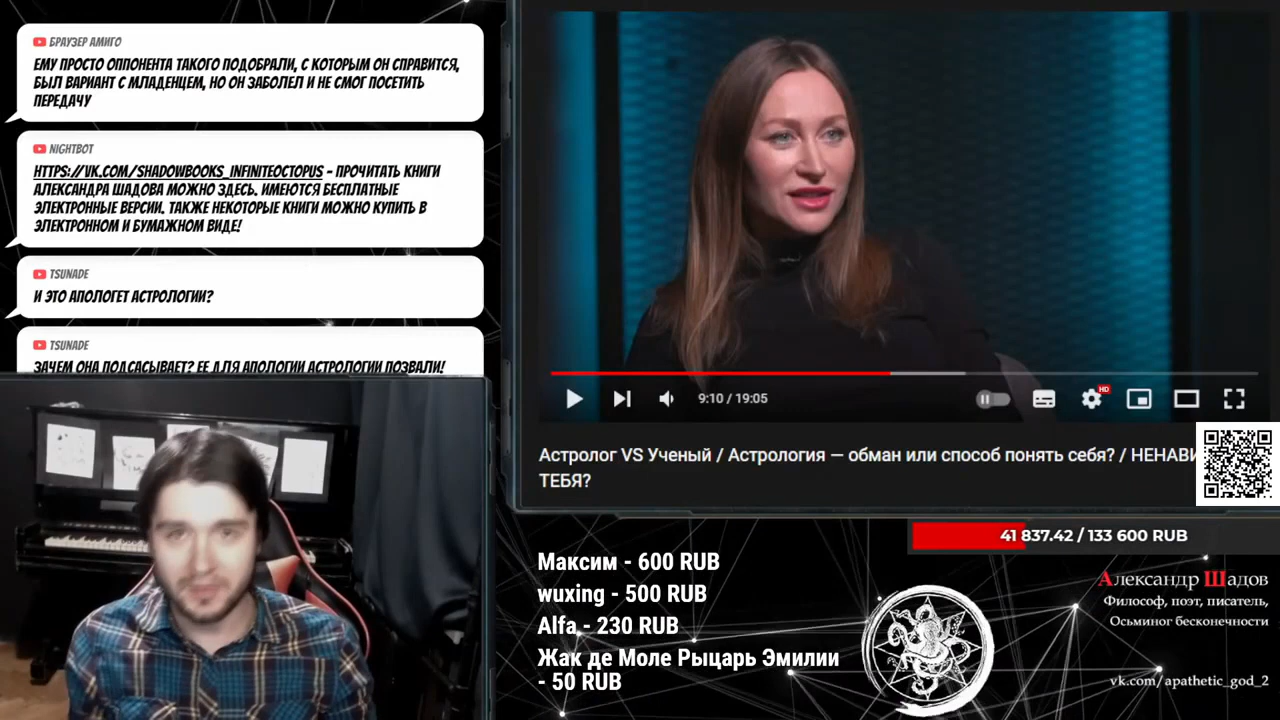 БРАУЗЕР АМИГО
ЕМУ ПРОСТО ОППОНЕНТА ТАКОГО ПОДОБРАЛИ, С КОТОРЫМ ОН СПРАВИТСЯ,
БЫЛ ВАРИАНТ С МЛАДЕНЦЕМ, НО ОН ЗАБОЛЕЛ И НЕ СМОГ ПОСЕТИТЬ
ПЕРЕДАЧУ
NIGHTBOT
HTTPS://VK.COM/SHADOWBOOKS_INFINITEOCTOPUS - ПРОЧИТАТЬ КНИГИ
АЛЕКСАНДРА ШАДОВА МОЖНО ЗДЕСЬ. ИМЕЮТСЯ БЕСПЛАТНЫЕ
ЭЛЕКТРОННЫЕ ВЕРСИИ. ТАКЖЕ НЕКОТОРЫЕ КНИГИ МОЖНО КУПИТЬ В
ЭЛЕКТРОННОМ И БУМАЖНОМ ВИДЕ!
TSUNADE
И ЭТО АПОЛОГЕТ АСТРОЛОГИИ?
TSUNADE
ЗАЧЕМ ОНА ПОДСАСЫВАЕТ? ЕЕ ДЛЯ АПОЛОГИИ АСТРОЛОГИИ ПОЗВАЛИ!
9:10 / 19:05
HD
Астролог VS Ученый / Астрология — обман или способ понять себя? / НЕНАВИ
ТЕБЯ?
41 837.42 / 133 600 RUB
Максим - 600 RUB
wuxing - 500 RUB
Alfa - 230 RUB
Жак де Моле Рыцарь Эмилии
- 50 RUB
Александр Шадов
Философ, поэт, писатель,
Осьминог бесконечности
vk.com/apathetic_god_2